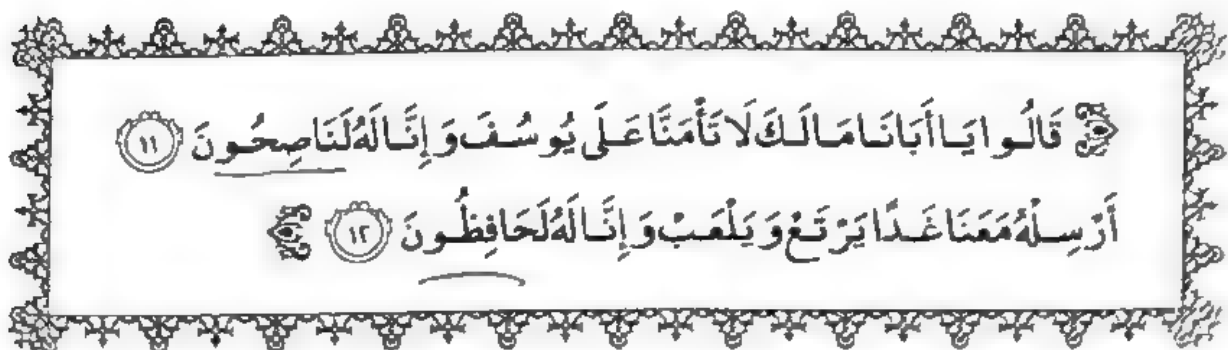 ﴿ قَالُوا يَا أَبَانَا مَا لَكَ لَا تَأْمَنَّا عَلَى يُوسُفَ وَإِنَّا لَهُ لَنَاصِحُونَ ١١
أَرْسِلْهُ مَعَنَا غَدًا يَرْتَعْ وَيَلْعَبْ وَإِنَّا لَهُ لَحَافِظُونَ ١٢ ﴾